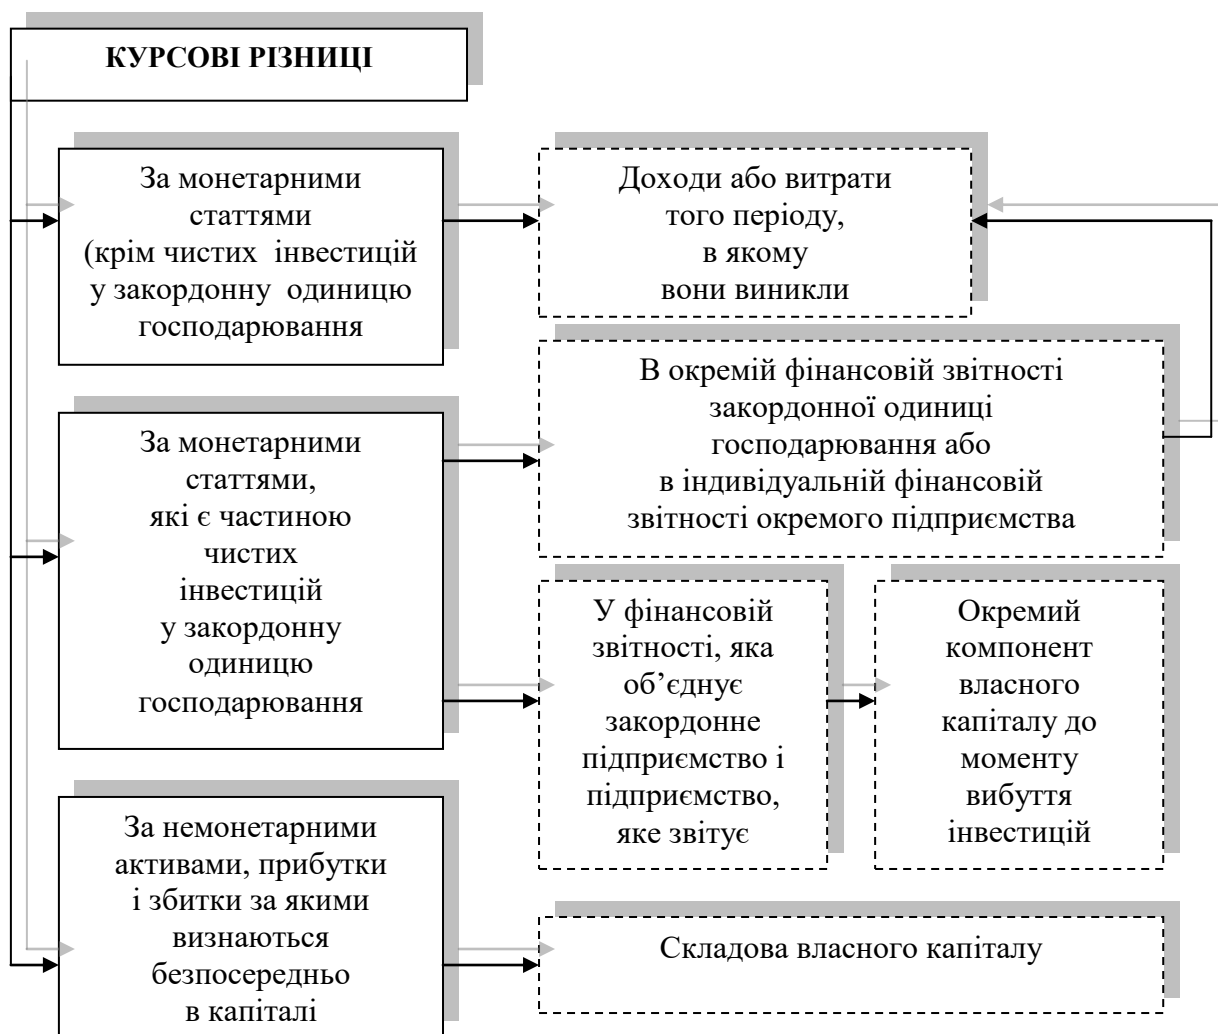 КУРСОВІ РІЗНИЦІ
За монетарними
статтями
(крім чистих інвестицій
у закордонну одиницю
господарювання
Доходи або витрати
того періоду,
в якому
вони виникли
За монетарними
статтями,
які є частиною
чистих
інвестицій
у закордонну
одиницю
господарювання
В окремій фінансовій звітності
закордонної одиниці
господарювання або
в індивідуальній фінансовій
звітності окремого підприємства
У фінансовій
звітності, яка
об’єднує
закордонне
підприємство і
підприємство,
яке звітує
Окремий
компонент
власного
капіталу до
моменту
вибуття
інвестицій
За немонетарними
активами, прибутки
і збитки за якими
визнаються
безпосередньо
в капіталі
Складова власного капіталу